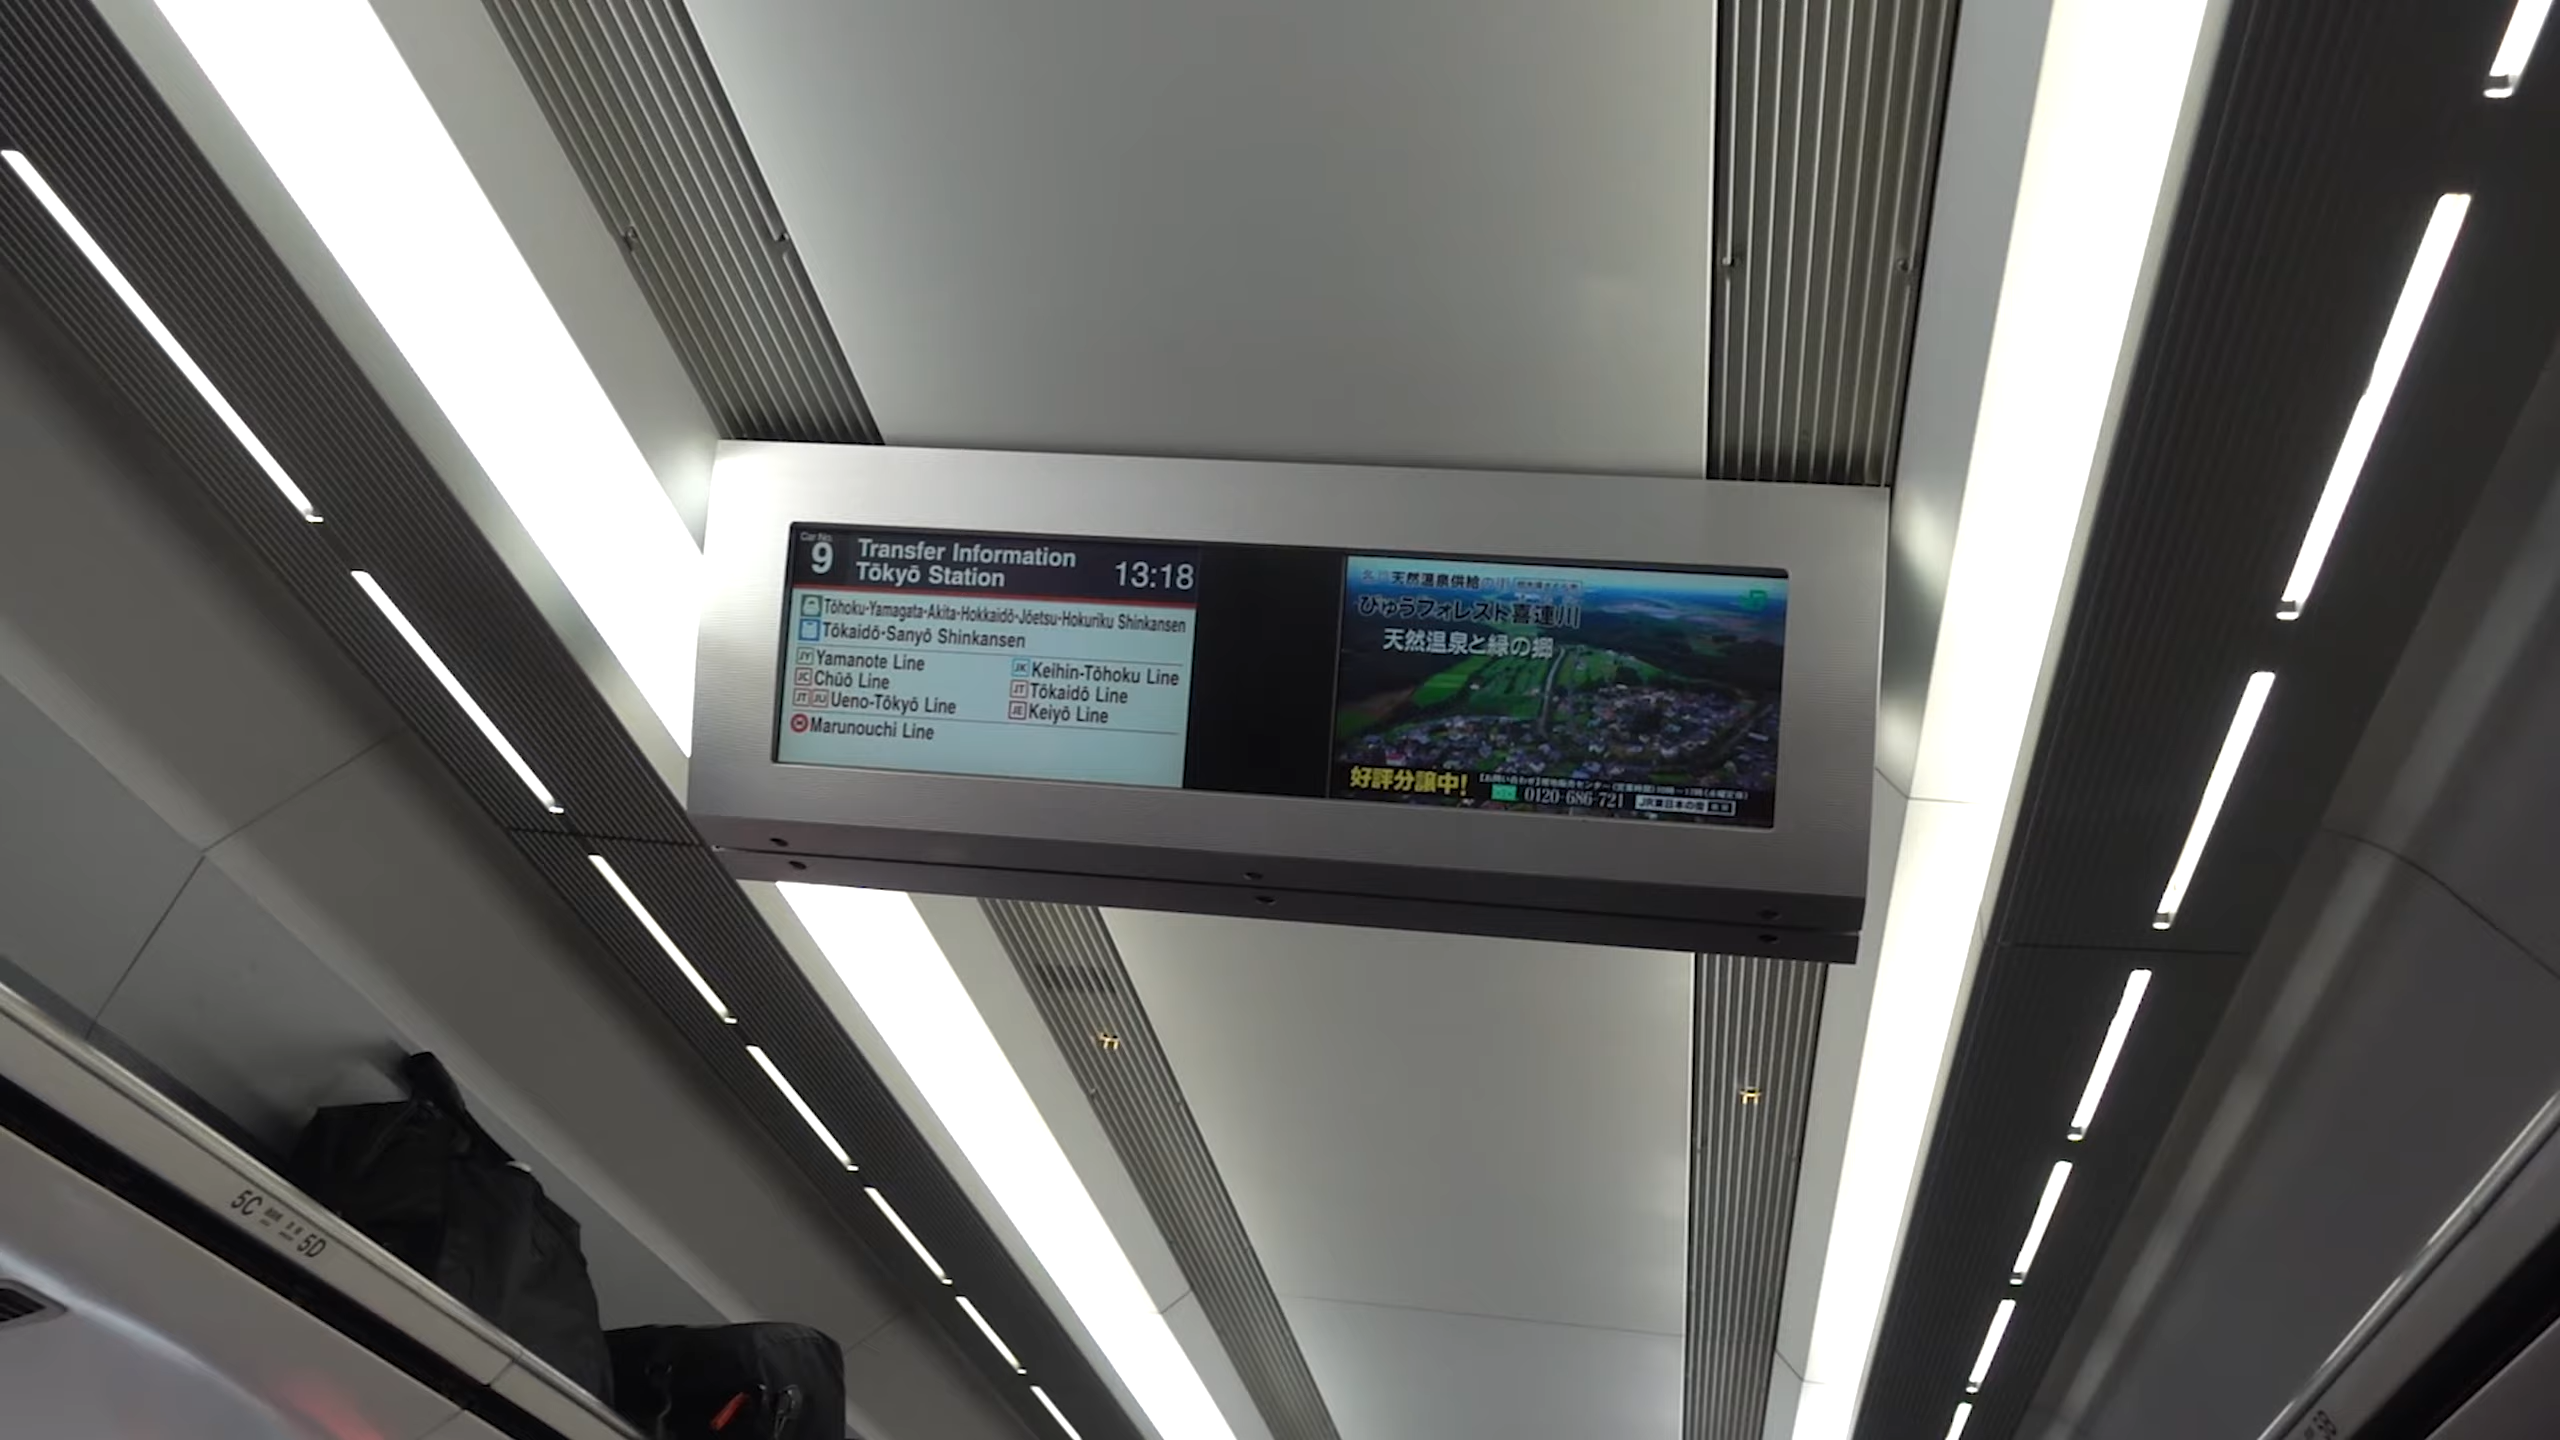 Car No.
9
Transfer Information
Tōkyō Station
13:18
Tōhoku-Yamagata-Akita-Hokkaidō-Jōetsu-Hokuriku Shinkansen
Tōkaidō-Sanyō Shinkansen
JY Yamanote Line
JK Keihin-Tōhoku Line
JC Chūō Line
JT Tōkaidō Line
JT JU Ueno-Tōkyō Line
JE Keiyō Line
M Marunouchi Line
天然温泉供給の
びゅうフォレスト喜連川
天然温泉と緑の郷
好評分譲中!
0120-686-721
5C
5D